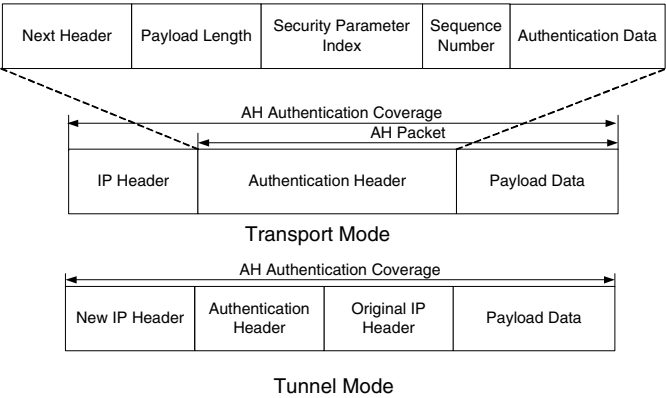 Next Header
Payload Length
Security Parameter
Index
Sequence
Number
Authentication Data
AH Authentication Coverage
AH Packet
IP Header
Authentication Header
Payload Data
Transport Mode
AH Authentication Coverage
New IP Header
Authentication
Header
Original IP
Header
Payload Data
Tunnel Mode